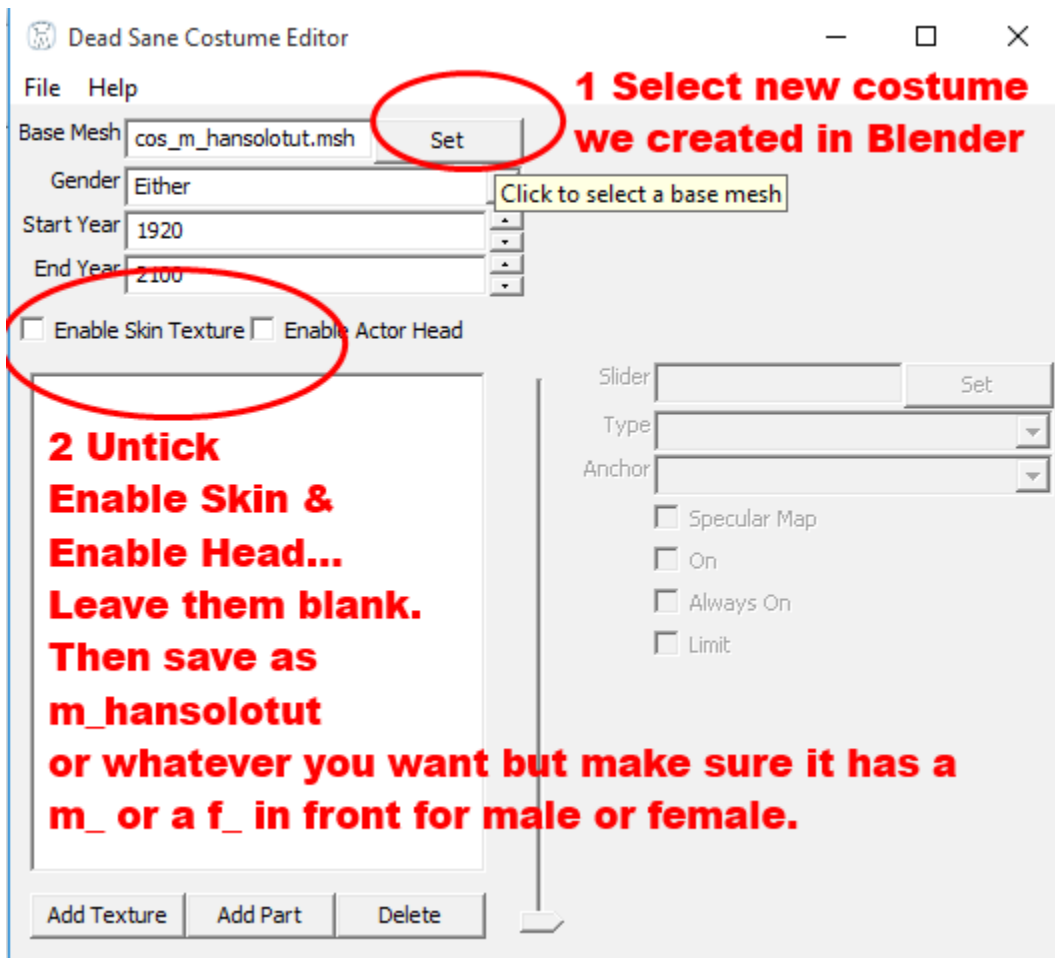 Dead Sane Costume Editor
File Help
1 Select new costume
we created in Blender
Base Mesh cos_m_hansolotut.msh Set
Gender Either
Click to select a base mesh
Start Year 1920
End Year 2100
Enable Skin Texture Enable Actor Head
Slider Set
Type
Anchor
Specular Map
On
Always On
Limit
2 Untick
Enable Skin &
Enable Head...
Leave them blank.
Then save as
m_hansolotut
or whatever you want but make sure it has a
m_ or a f_ in front for male or female.
Add Texture Add Part Delete